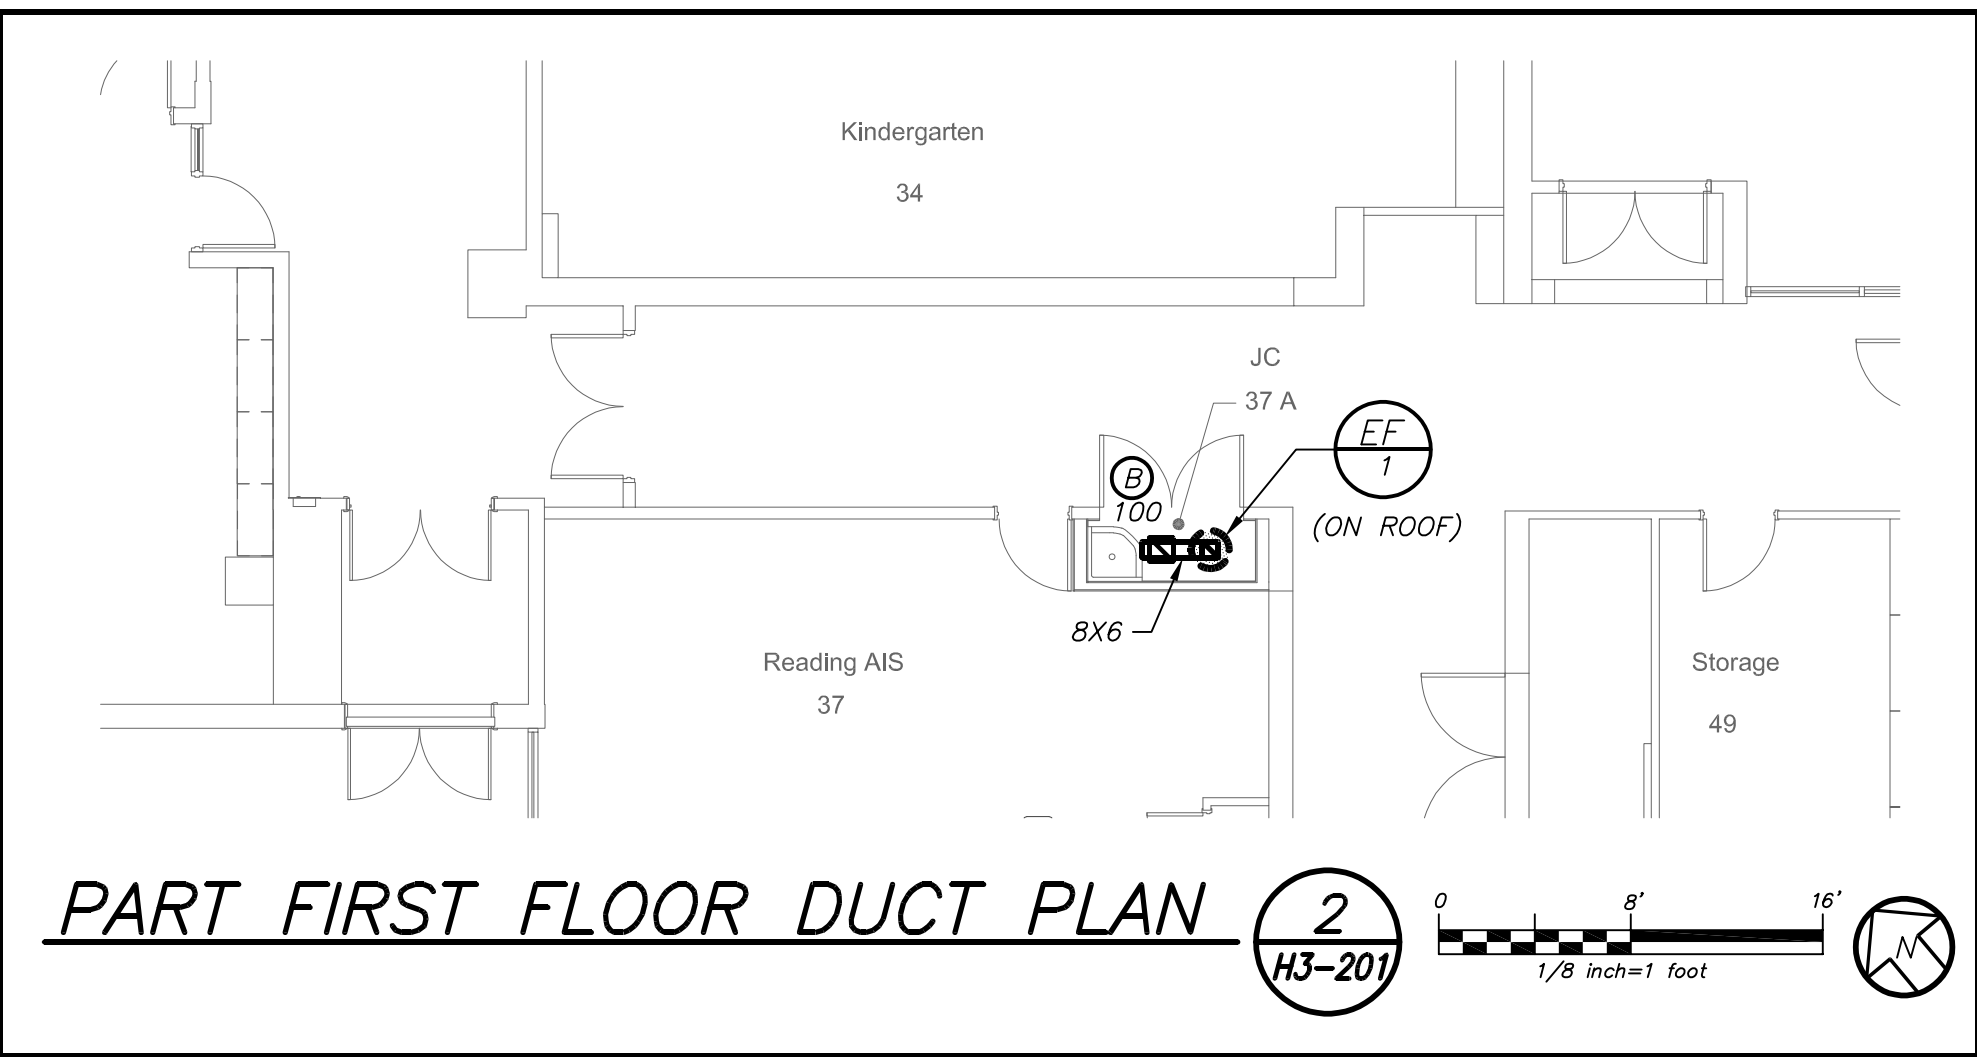 Kindergarten
34
JC
37 A
EF
1
(ON ROOF)
B
100
8X6
Reading AIS
37
Storage
49
PART FIRST FLOOR DUCT PLAN
2
H3-201
0 8' 16'
1/8 inch=1 foot
N